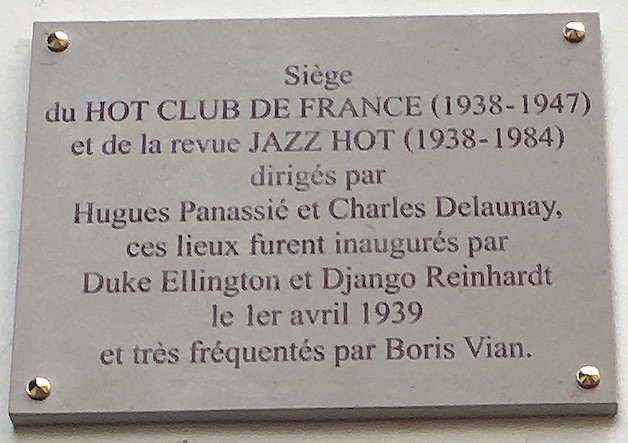 Siège
du HOT CLUB DE FRANCE (1938-1947)
et de la revue JAZZ HOT (1938-1984)
dirigés par
Hugues Panassié et Charles Delaunay,
ces lieux furent inaugurés par
Duke Ellington et Django Reinhardt
le 1er avril 1939
et très fréquentés par Boris Vian.